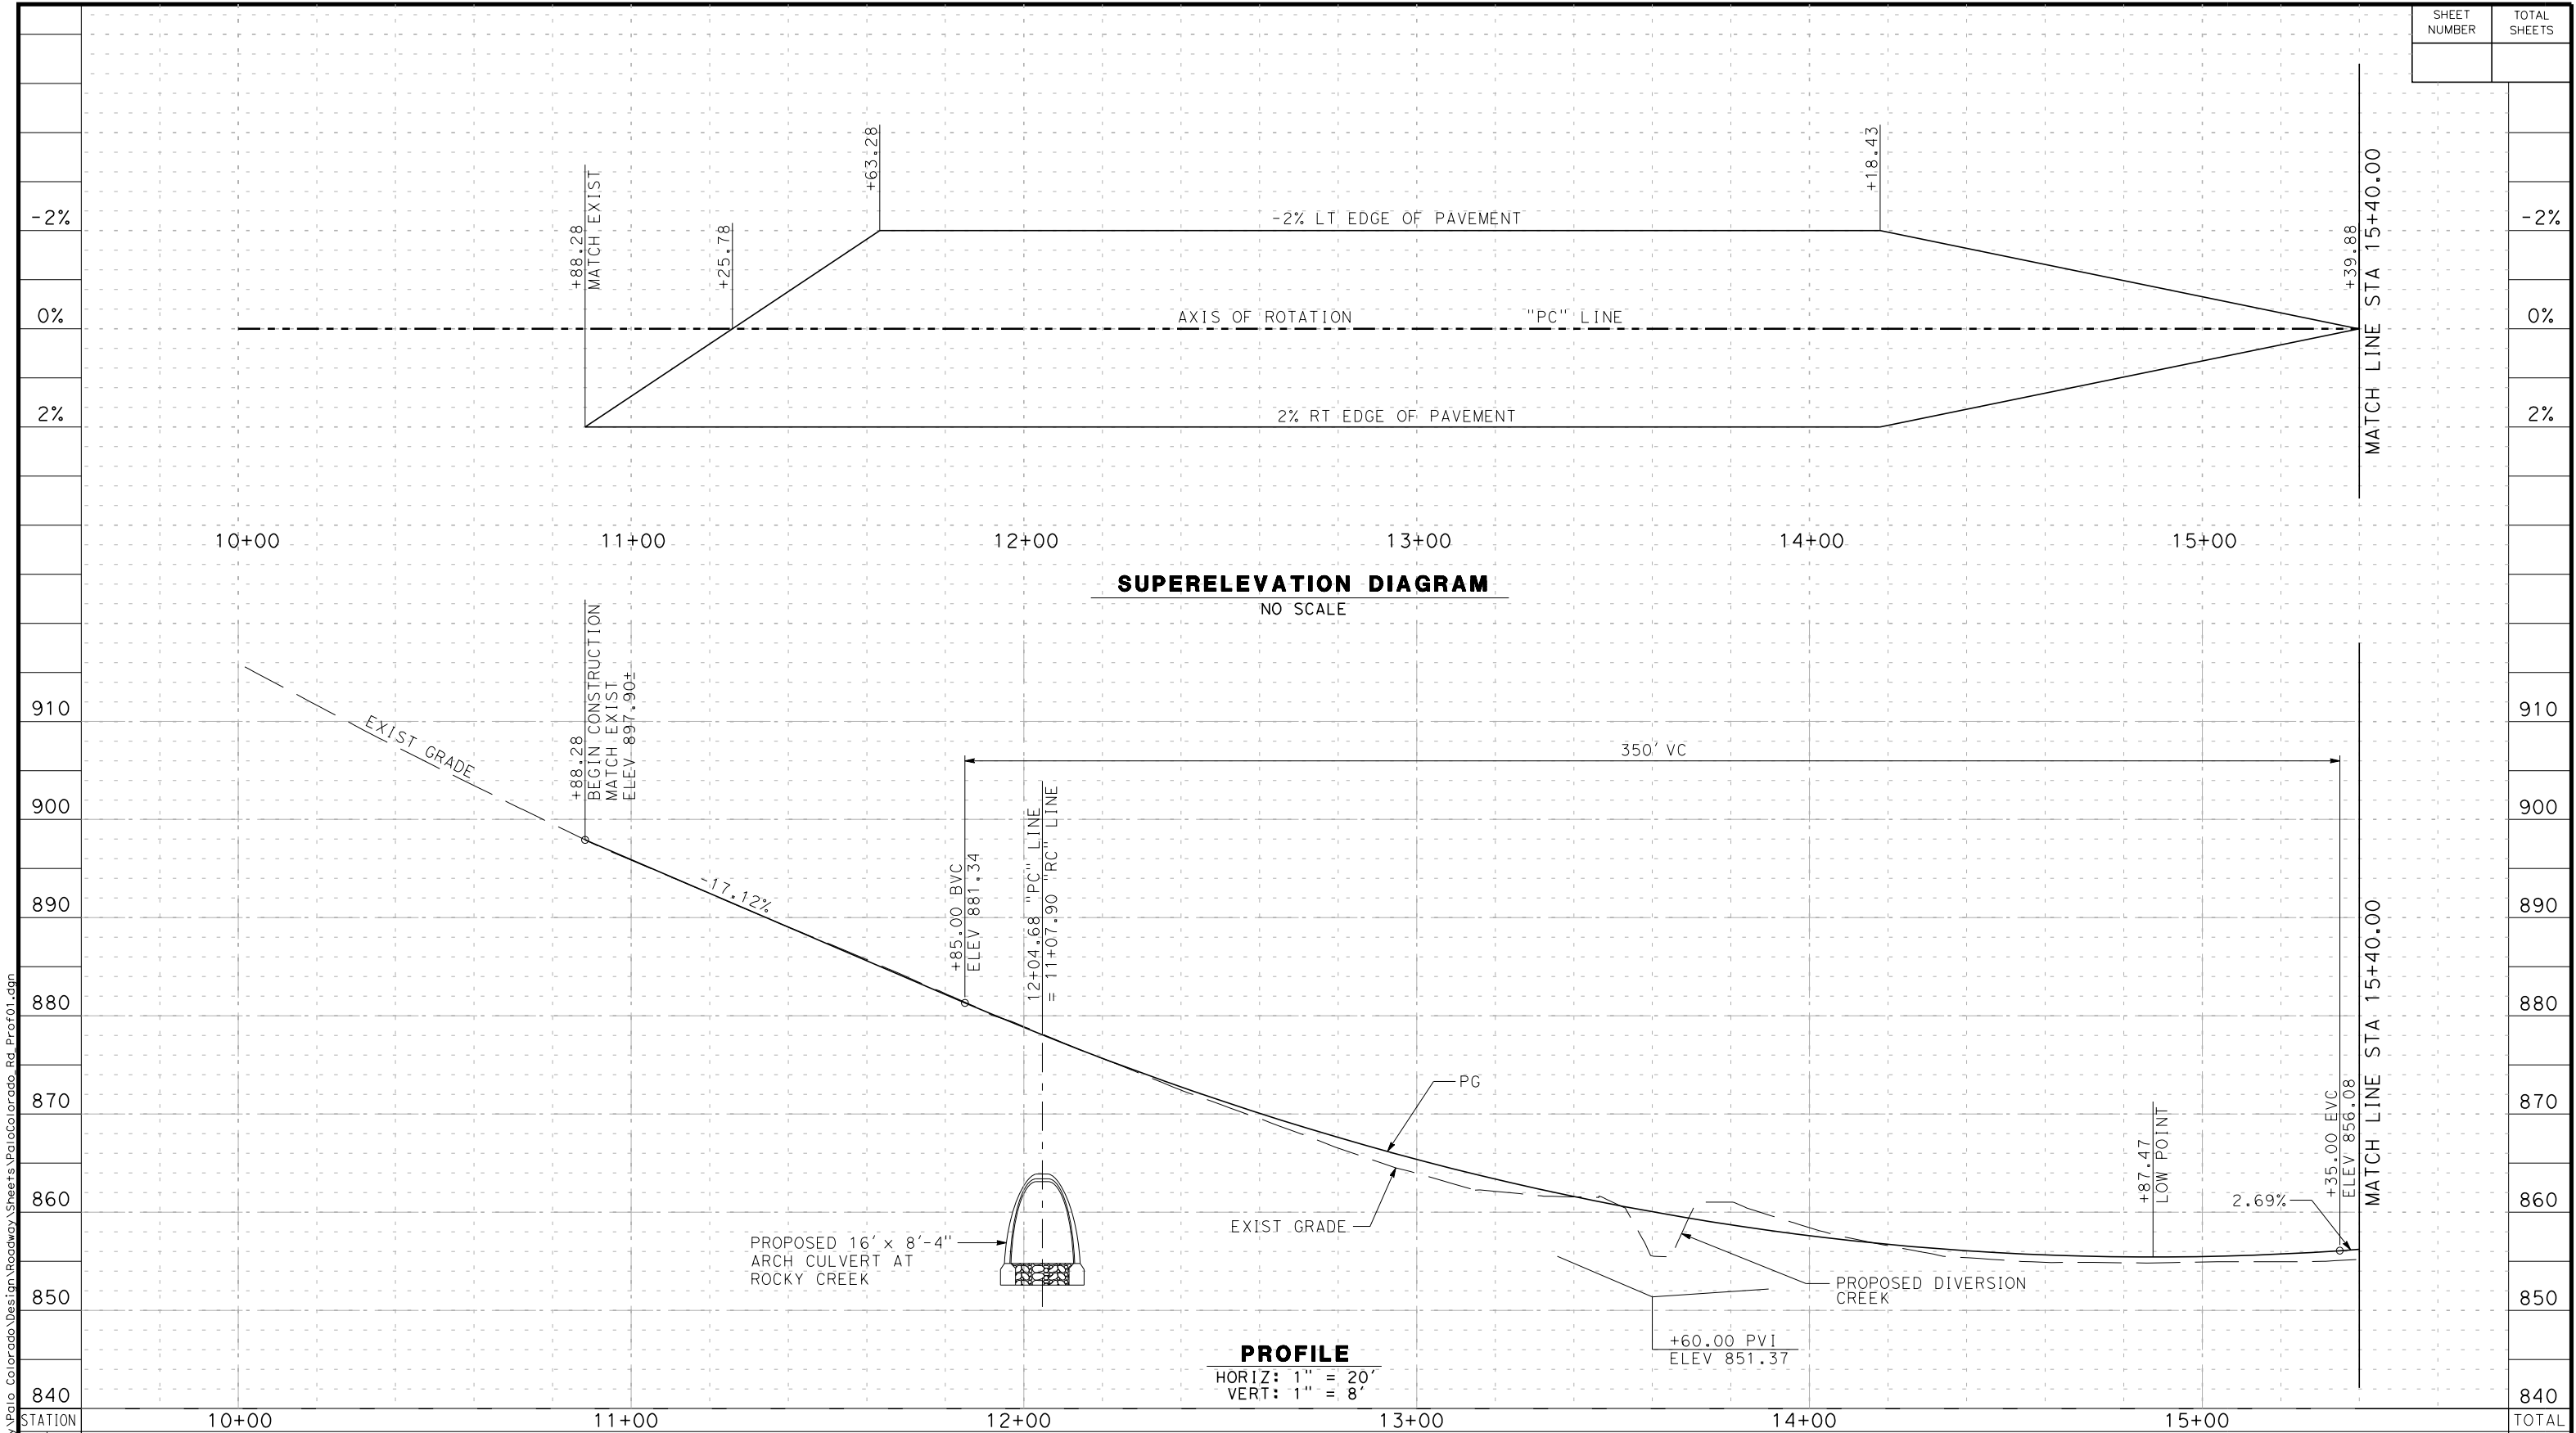 SHEET NUMBER
TOTAL SHEETS
+88.28
MATCH EXIST
+25.78
+63.28
+18.43
+39.88
MATCH LINE STA 15+40.00
-2%
-2% LT EDGE OF PAVEMENT
-2%
0%
AXIS OF ROTATION
"PC" LINE
0%
2%
2% RT EDGE OF PAVEMENT
2%
10+00
11+00
12+00
13+00
14+00
15+00
SUPERELEVATION DIAGRAM
NO SCALE
+88.28
BEGIN CONSTRUCTION
MATCH EXIST
ELEV 897.90±
910
EXIST GRADE
910
350' VC
900
900
-17.12%
890
890
+85.00 BVC
ELEV 881.34
12+04.68 "PC" LINE
= 11+07.90 "RC" LINE
880
880
MATCH LINE STA 15+40.00
870
PG
870
+87.47
LOW POINT
+35.00 EVC
ELEV 856.08
2.69%
860
860
EXIST GRADE
PROPOSED 16' x 8'-4"
ARCH CULVERT AT
ROCKY CREEK
PROPOSED DIVERSION
CREEK
850
850
+60.00 PVI
ELEV 851.37
PROFILE
HORIZ: 1" = 20'
VERT: 1" = 8'
840
840
STATION
10+00
11+00
12+00
13+00
14+00
15+00
TOTAL
\Palo Colorado\Design\Roadway\Sheets\PaloColorado_Rd_Prof01.dgn